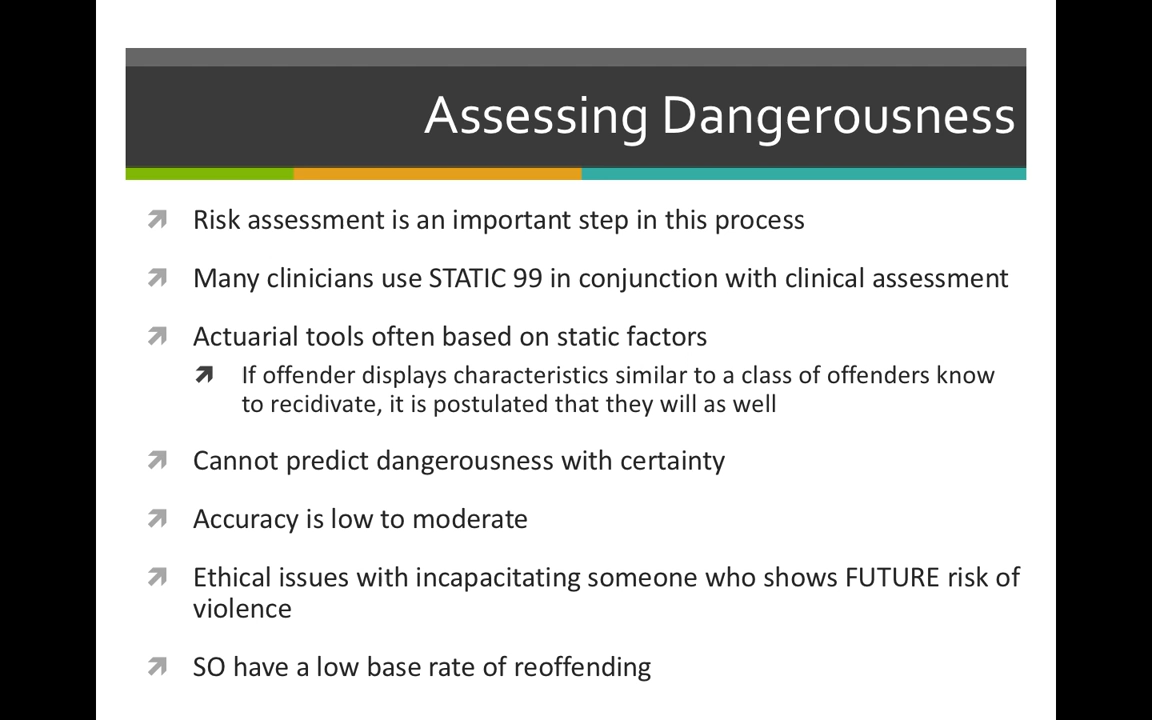 Assessing Dangerousness
Risk assessment is an important step in this process
Many clinicians use STATIC 99 in conjunction with clinical assessment
Actuarial tools often based on static factors
If offender displays characteristics similar to a class of offenders know
to recidivate, it is postulated that they will as well
Cannot predict dangerousness with certainty
Accuracy is low to moderate
Ethical issues with incapacitating someone who shows FUTURE risk of
violence
SO have a low base rate of reoffending